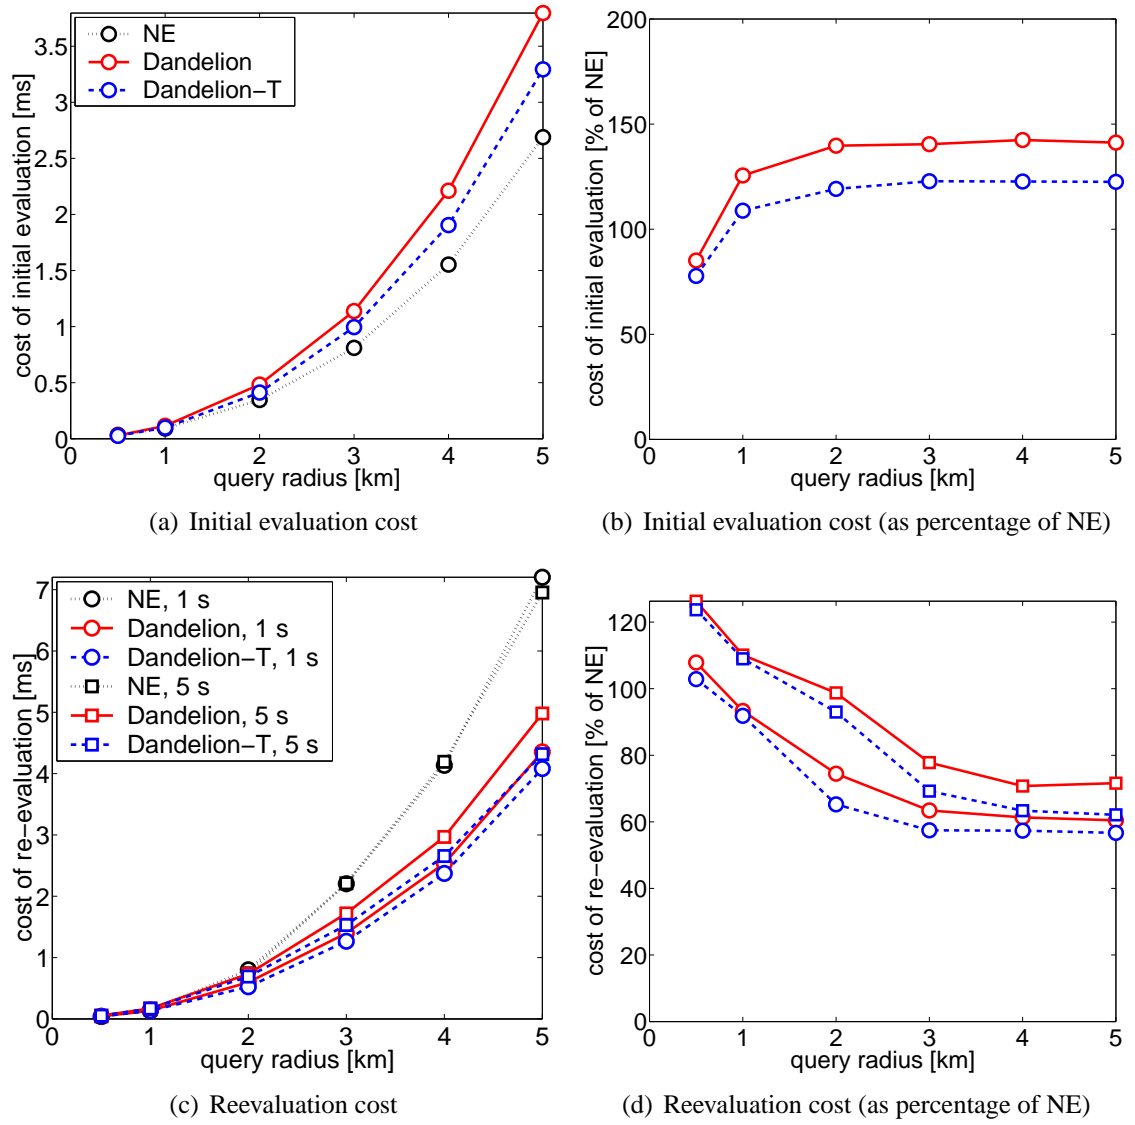 cost of initial evaluation [ms]
3.5
3
2.5
2
1.5
1
0.5
0
NE
Dandelion
Dandelion−T
0 1 2 3 4 5
query radius [km]
(a) Initial evaluation cost
cost of initial evaluation [% of NE]
200
150
100
50
0
0 1 2 3 4 5
query radius [km]
(b) Initial evaluation cost (as percentage of NE)
cost of re−evaluation [ms]
7
6
5
4
3
2
1
0
NE, 1 s
Dandelion, 1 s
Dandelion−T, 1 s
NE, 5 s
Dandelion, 5 s
Dandelion−T, 5 s
0 1 2 3 4 5
query radius [km]
(c) Reevaluation cost
cost of re−evaluation [% of NE]
120
100
80
60
40
20
0
0 1 2 3 4 5
query radius [km]
(d) Reevaluation cost (as percentage of NE)